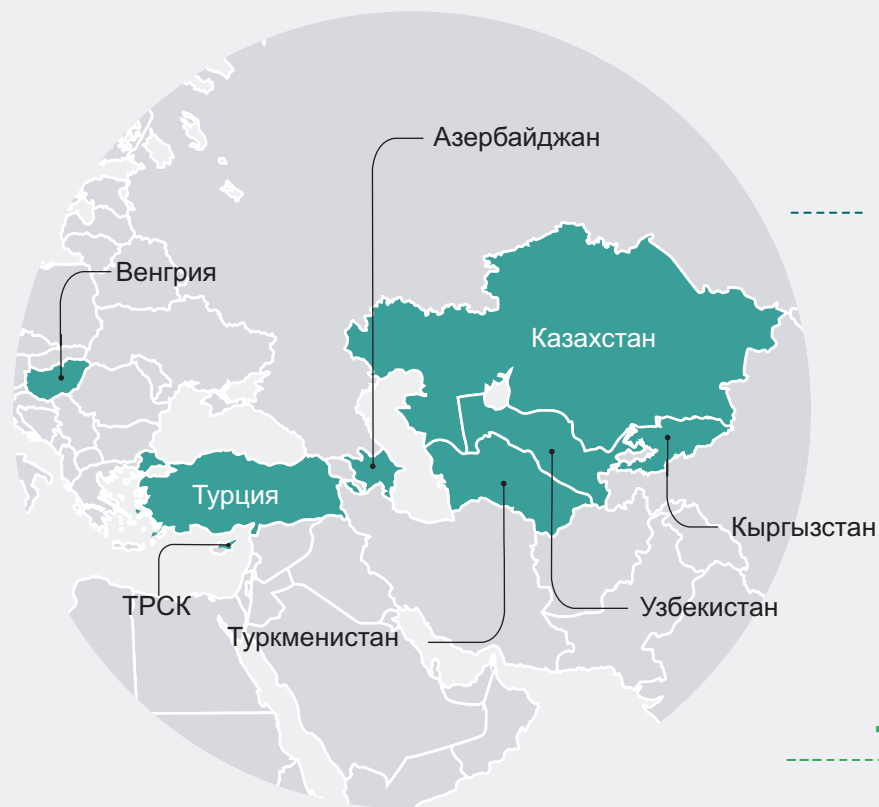 Азербайджан
Венгрия
Казахстан
Турция
Кыргызстан
ТРСК
Узбекистан
Туркменистан